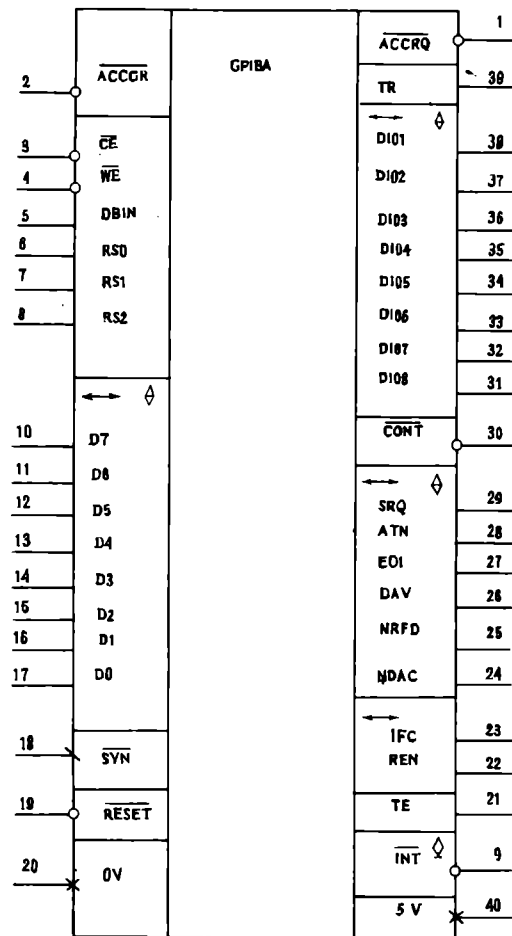 GPIBA
2 ACCGR
3 CE
4 WE
5 DBIN
6 RS0
7 RS1
8 RS2
10 D7
11 D6
12 D5
13 D4
14 D3
15 D2
16 D1
17 D0
18 SYN
19 RESET
20 0V
ACCRQ 1
TR 39
DIO1 38
DIO2 37
DIO3 36
DIO4 35
DIO5 34
DIO6 33
DIO7 32
DIO8 31
CONT 30
SRQ 29
ATN 28
EOI 27
DAV 26
NRFD 25
NDAC 24
IFC 23
REN 22
TE 21
INT 9
5 V 40